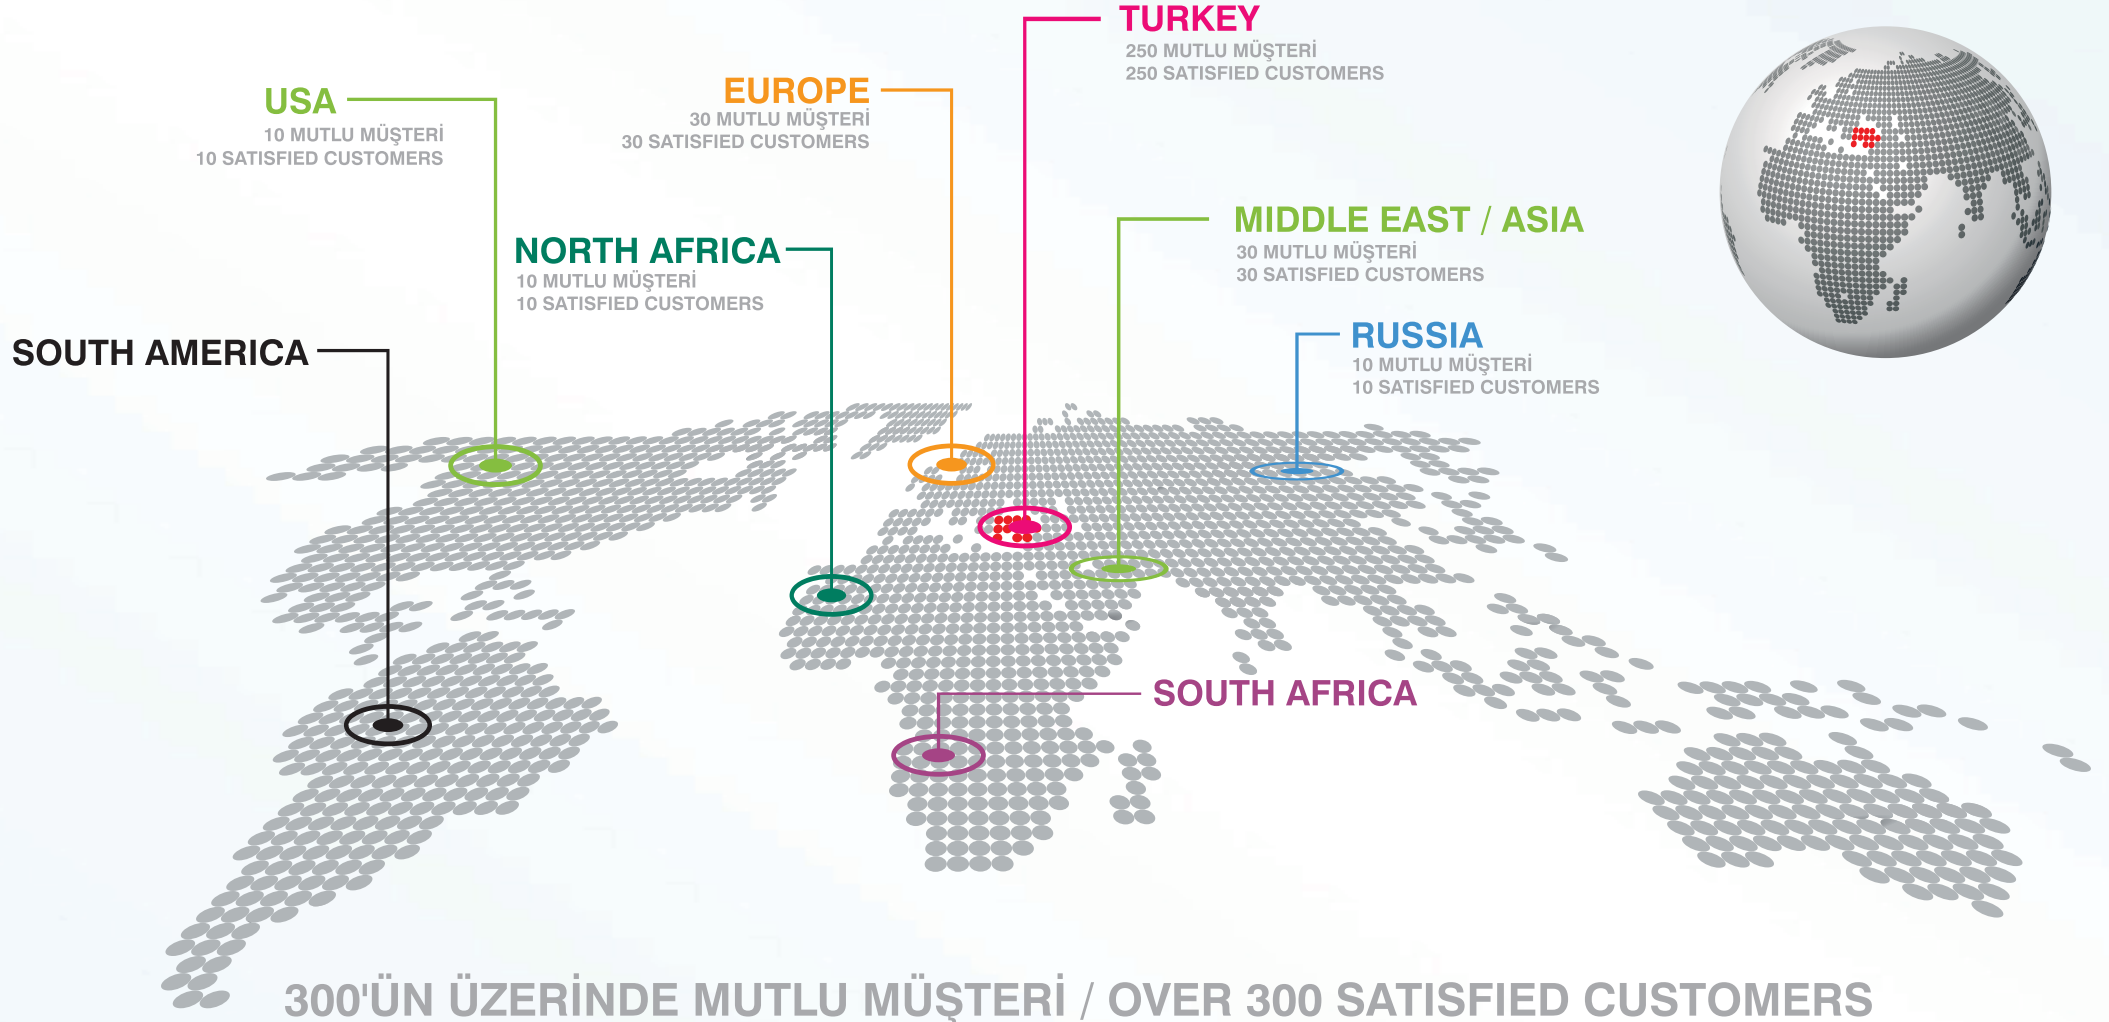 TURKEY
250 MUTLU MÜŞTERİ
250 SATISFIED CUSTOMERS
EUROPE
30 MUTLU MÜŞTERİ
30 SATISFIED CUSTOMERS
USA
10 MUTLU MÜŞTERİ
10 SATISFIED CUSTOMERS
MIDDLE EAST / ASIA
30 MUTLU MÜŞTERİ
30 SATISFIED CUSTOMERS
NORTH AFRICA
10 MUTLU MÜŞTERİ
10 SATISFIED CUSTOMERS
RUSSIA
10 MUTLU MÜŞTERİ
10 SATISFIED CUSTOMERS
SOUTH AMERICA
SOUTH AFRICA
300'ÜN ÜZERİNDE MUTLU MÜŞTERİ / OVER 300 SATISFIED CUSTOMERS